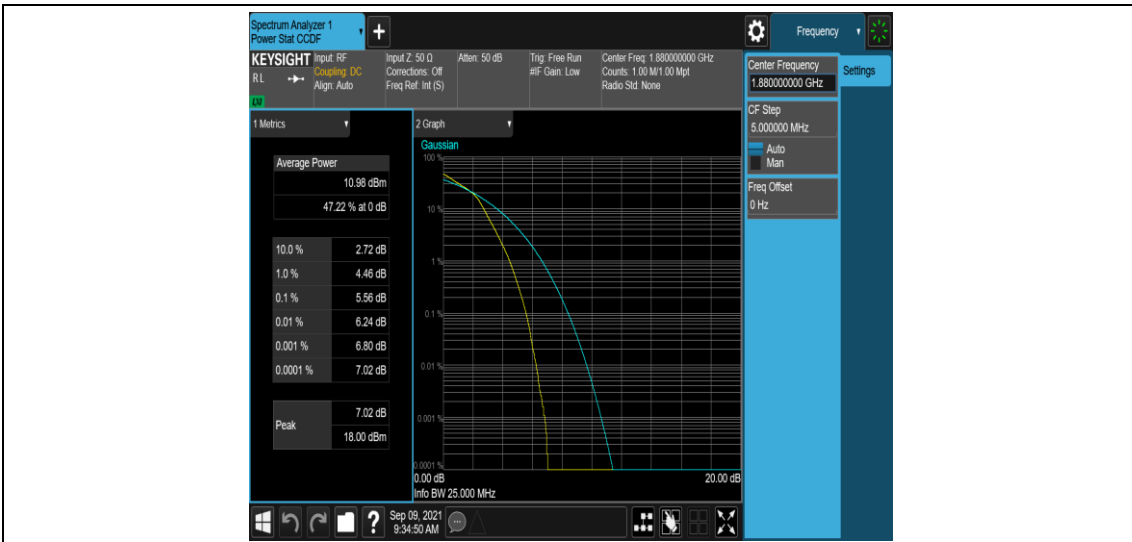 Spectrum Analyzer 1
Power Stat CCDF
+
Frequency
KEYSIGHT
RL
LXI
Input: RF
Coupling: DC
Align: Auto
Input Z: 50 Ω
Corrections: Off
Freq Ref: Int (S)
Atten: 50 dB
Trig: Free Run
#IF Gain: Low
Center Freq: 1.880000000 GHz
Counts: 1.00 M/1.00 Mpt
Radio Std: None
Center Frequency
1.880000000 GHz
Settings
CF Step
5.000000 MHz
Auto
Man
Freq Offset
0 Hz
1 Metrics
Average Power
10.98 dBm
47.22 % at 0 dB
10.0 % 2.72 dB
1.0 % 4.46 dB
0.1 % 5.56 dB
0.01 % 6.24 dB
0.001 % 6.80 dB
0.0001 % 7.02 dB
Peak
7.02 dB
18.00 dBm
2 Graph
Gaussian
100 %
10 %
1 %
0.1 %
0.01 %
0.001 %
0.0001 %
0.00 dB 20.00 dB
Info BW 25.000 MHz
?
Sep 09, 2021
9:34:50 AM